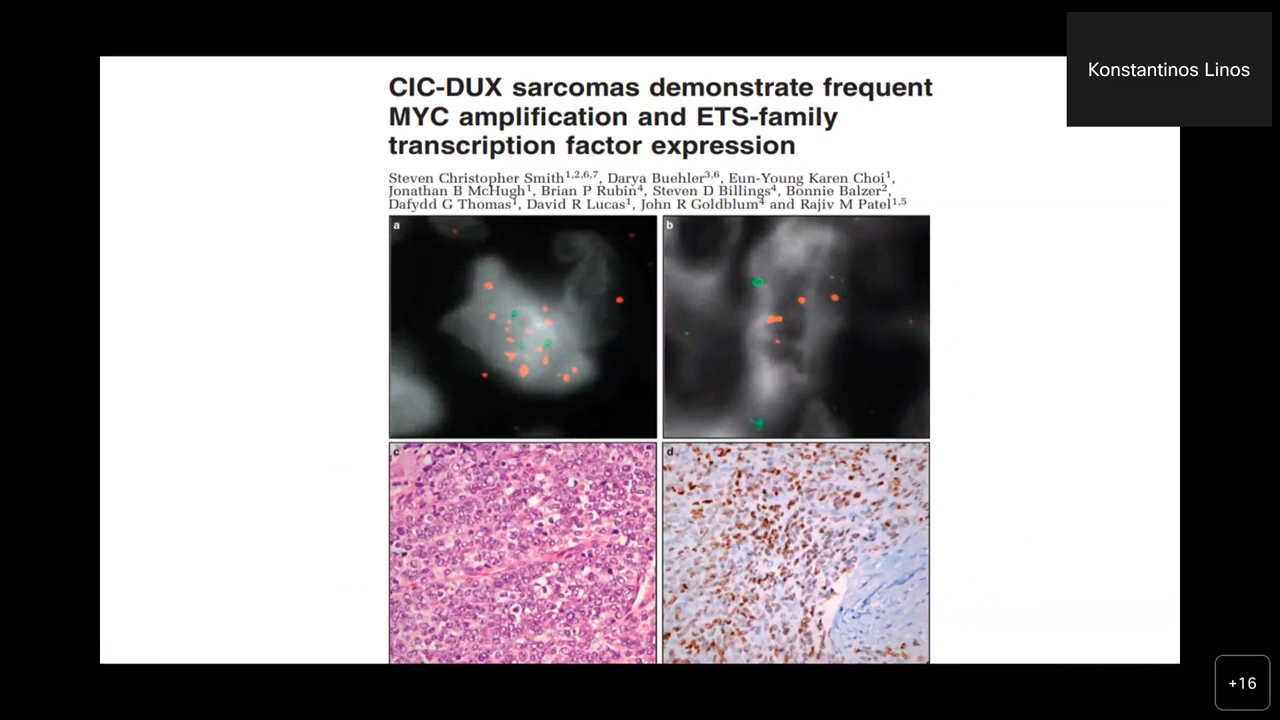 CIC-DUX sarcomas demonstrate frequent
MYC amplification and ETS-family
transcription factor expression
Steven Christopher Smith1,2,6,7, Darya Buehler3,6, Eun-Young Karen Choi1,
Jonathan B McHugh1, Brian P Rubin4, Steven D Billings4, Bonnie Balzer2,
Dafydd G Thomas1, David R Lucas1, John R Goldblum4 and Rajiv M Patel1,5
a
b
c
d
Konstantinos Linos
+16